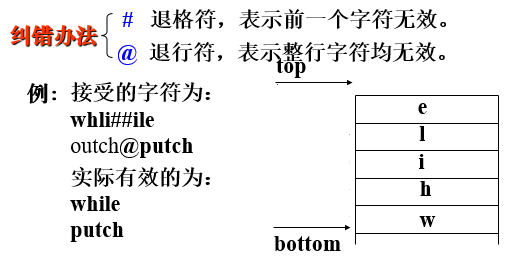 纠错办法
# 退格符，表示前一个字符无效。
@ 退行符，表示整行字符均无效。
例：接受的字符为：
whli##ile
outch@putch
实际有效的为：
while
putch
top
e
l
i
h
w
bottom